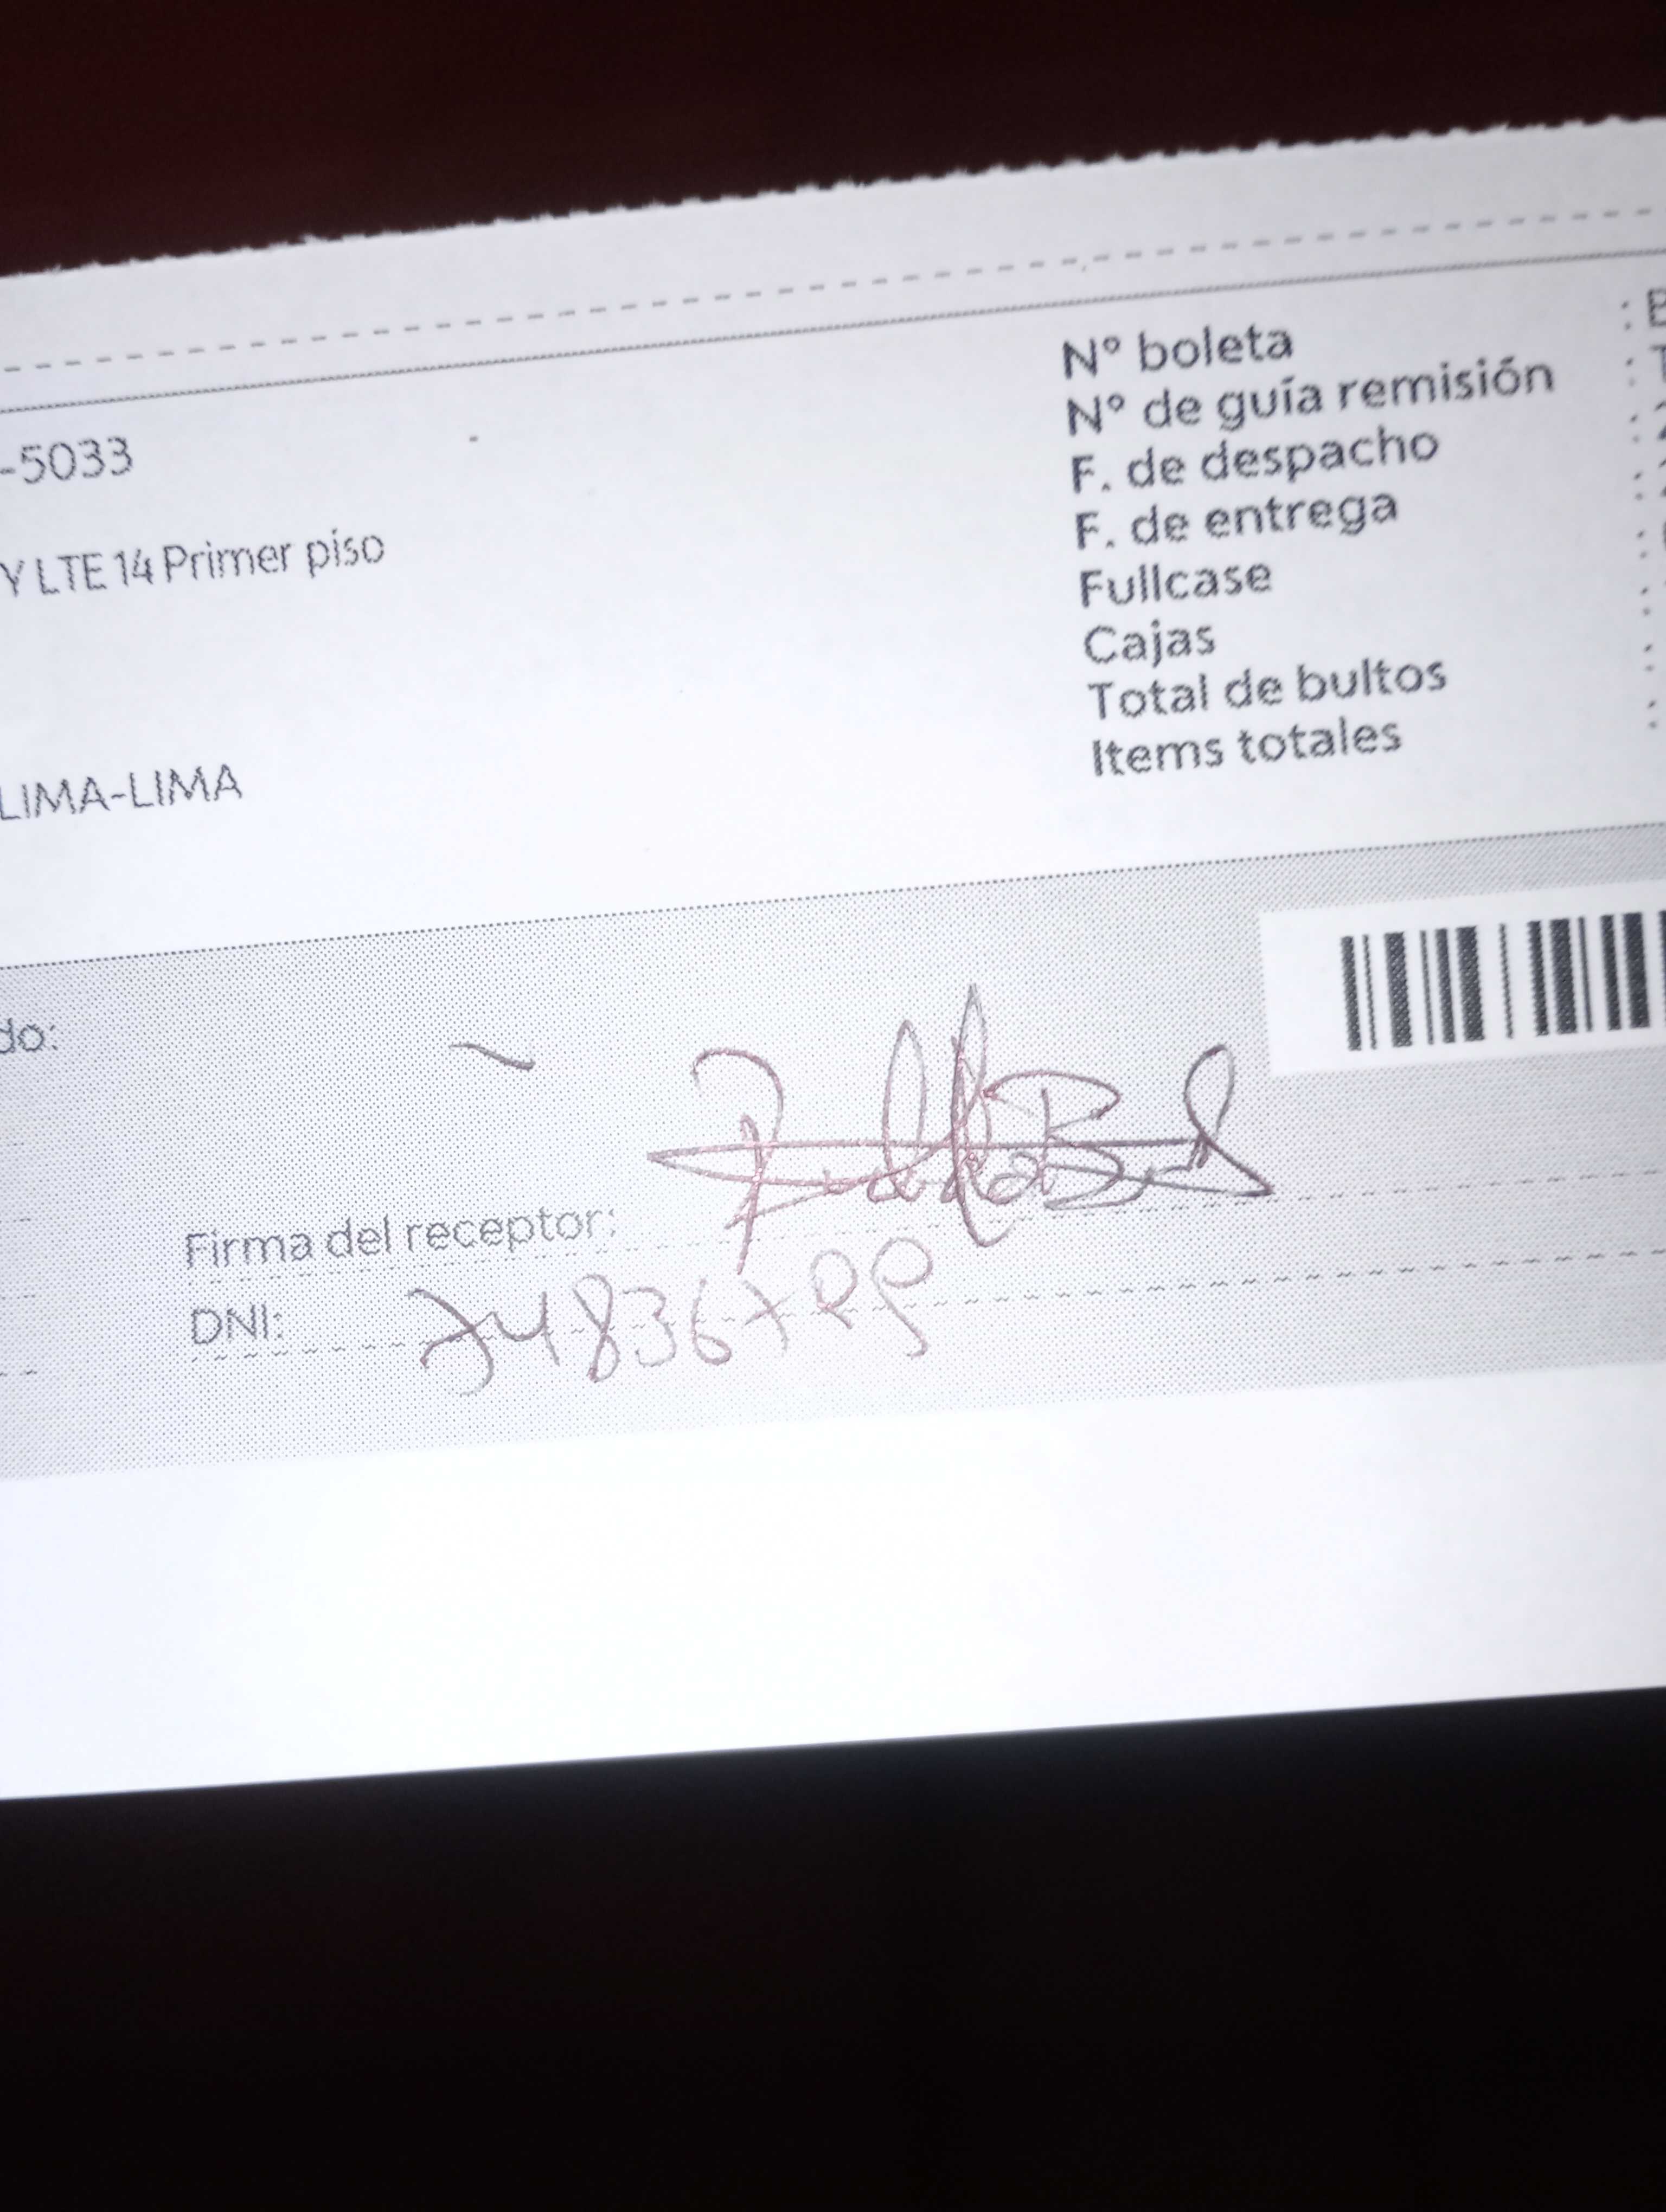 -5033
Y LTE 14 Primer piso
LIMA-LIMA
N° boleta :
N° de guía remisión :
F. de despacho :
F. de entrega :
Fullcase :
Cajas :
Total de bultos :
Items totales :
do:
Firma del receptor:
DNI: 74836799